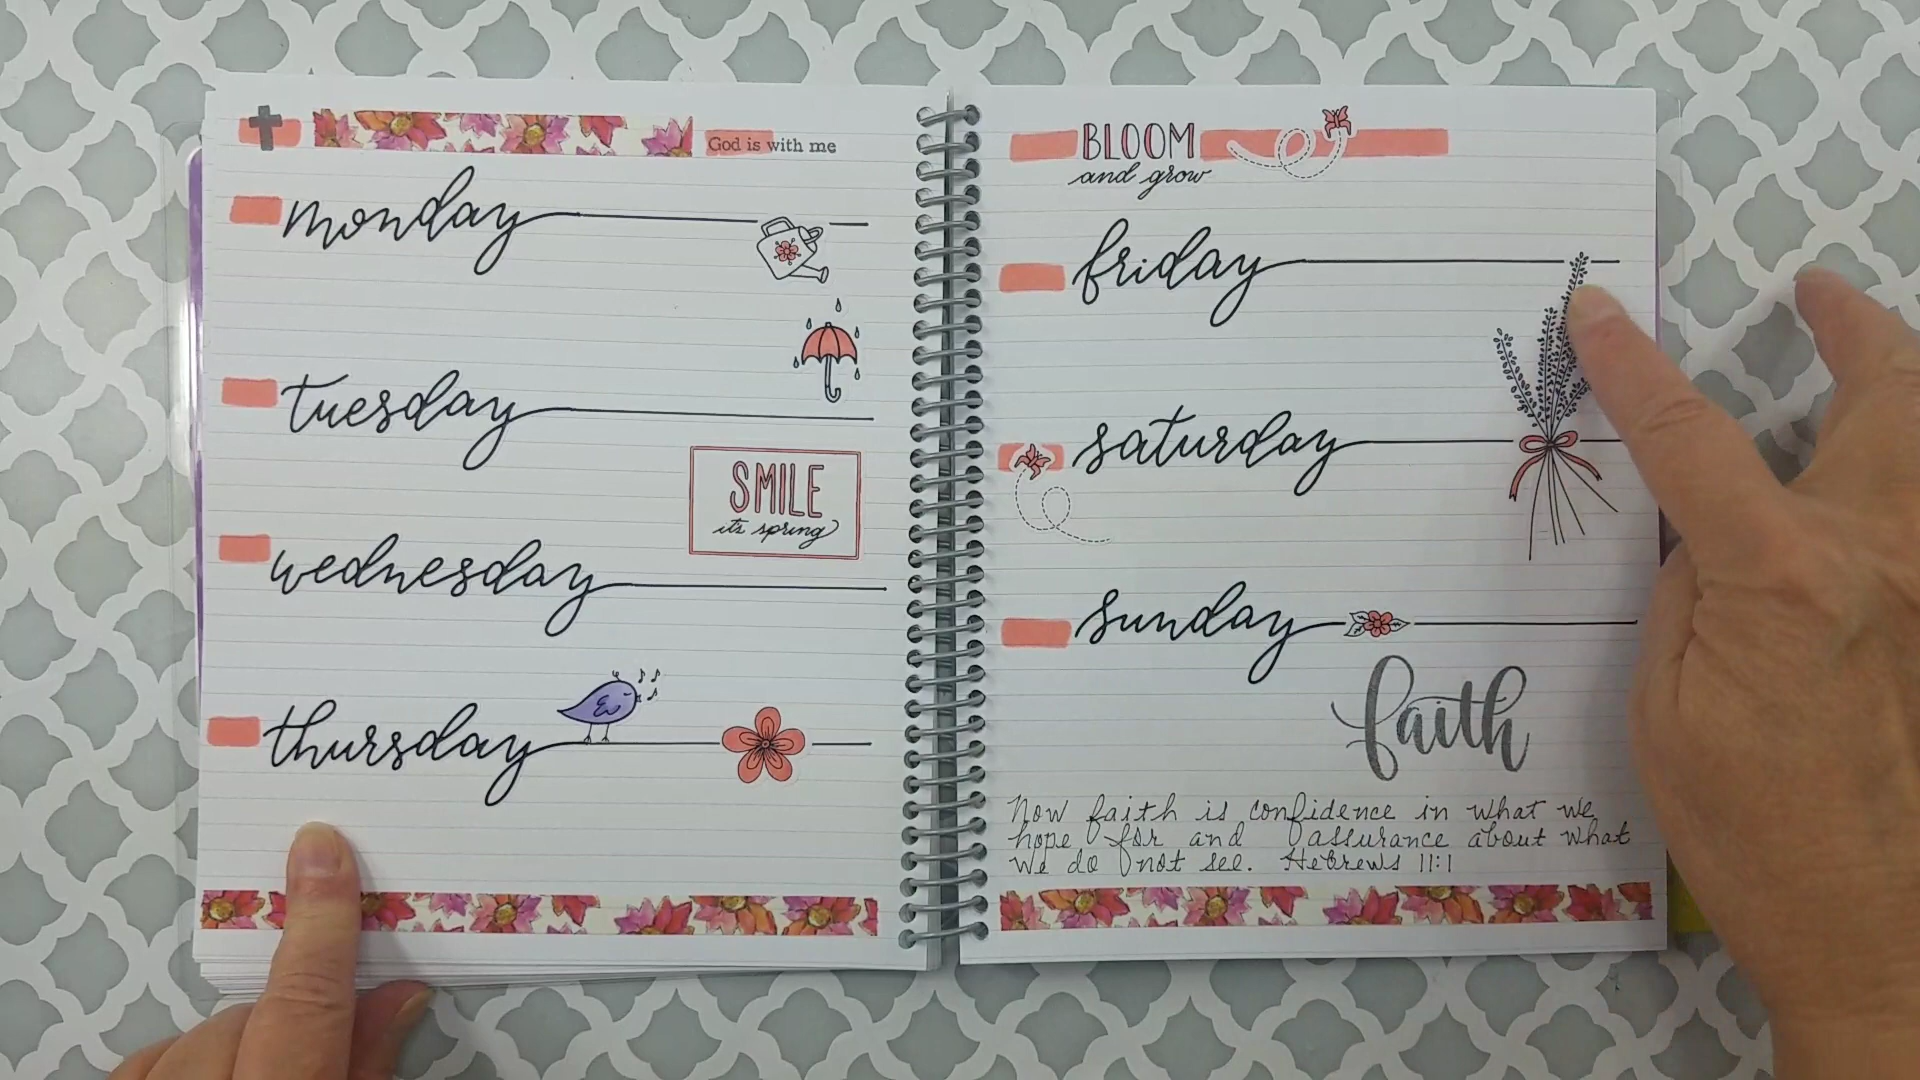 God is with me
monday
tuesday
SMILE
it's spring
wednesday
thursday
BLOOM
and grow
friday
saturday
sunday
faith
Now faith is confidence in what we
hope for and assurance about what
we do not see. Hebrews 11:1